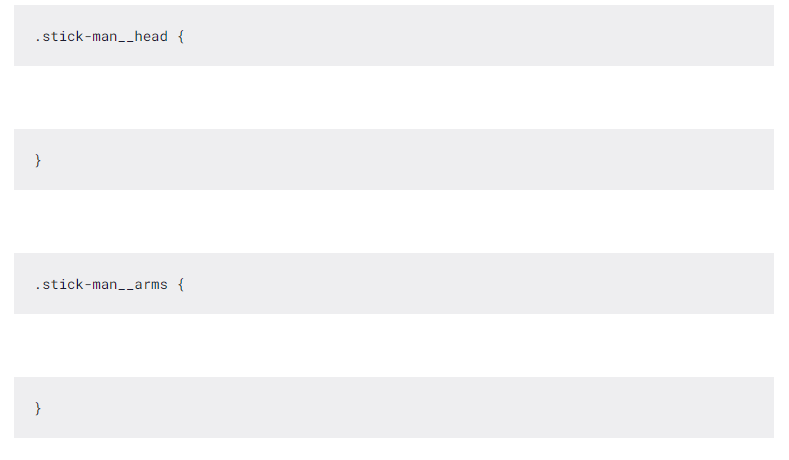 .stick-man__head {
}
.stick-man__arms {
}